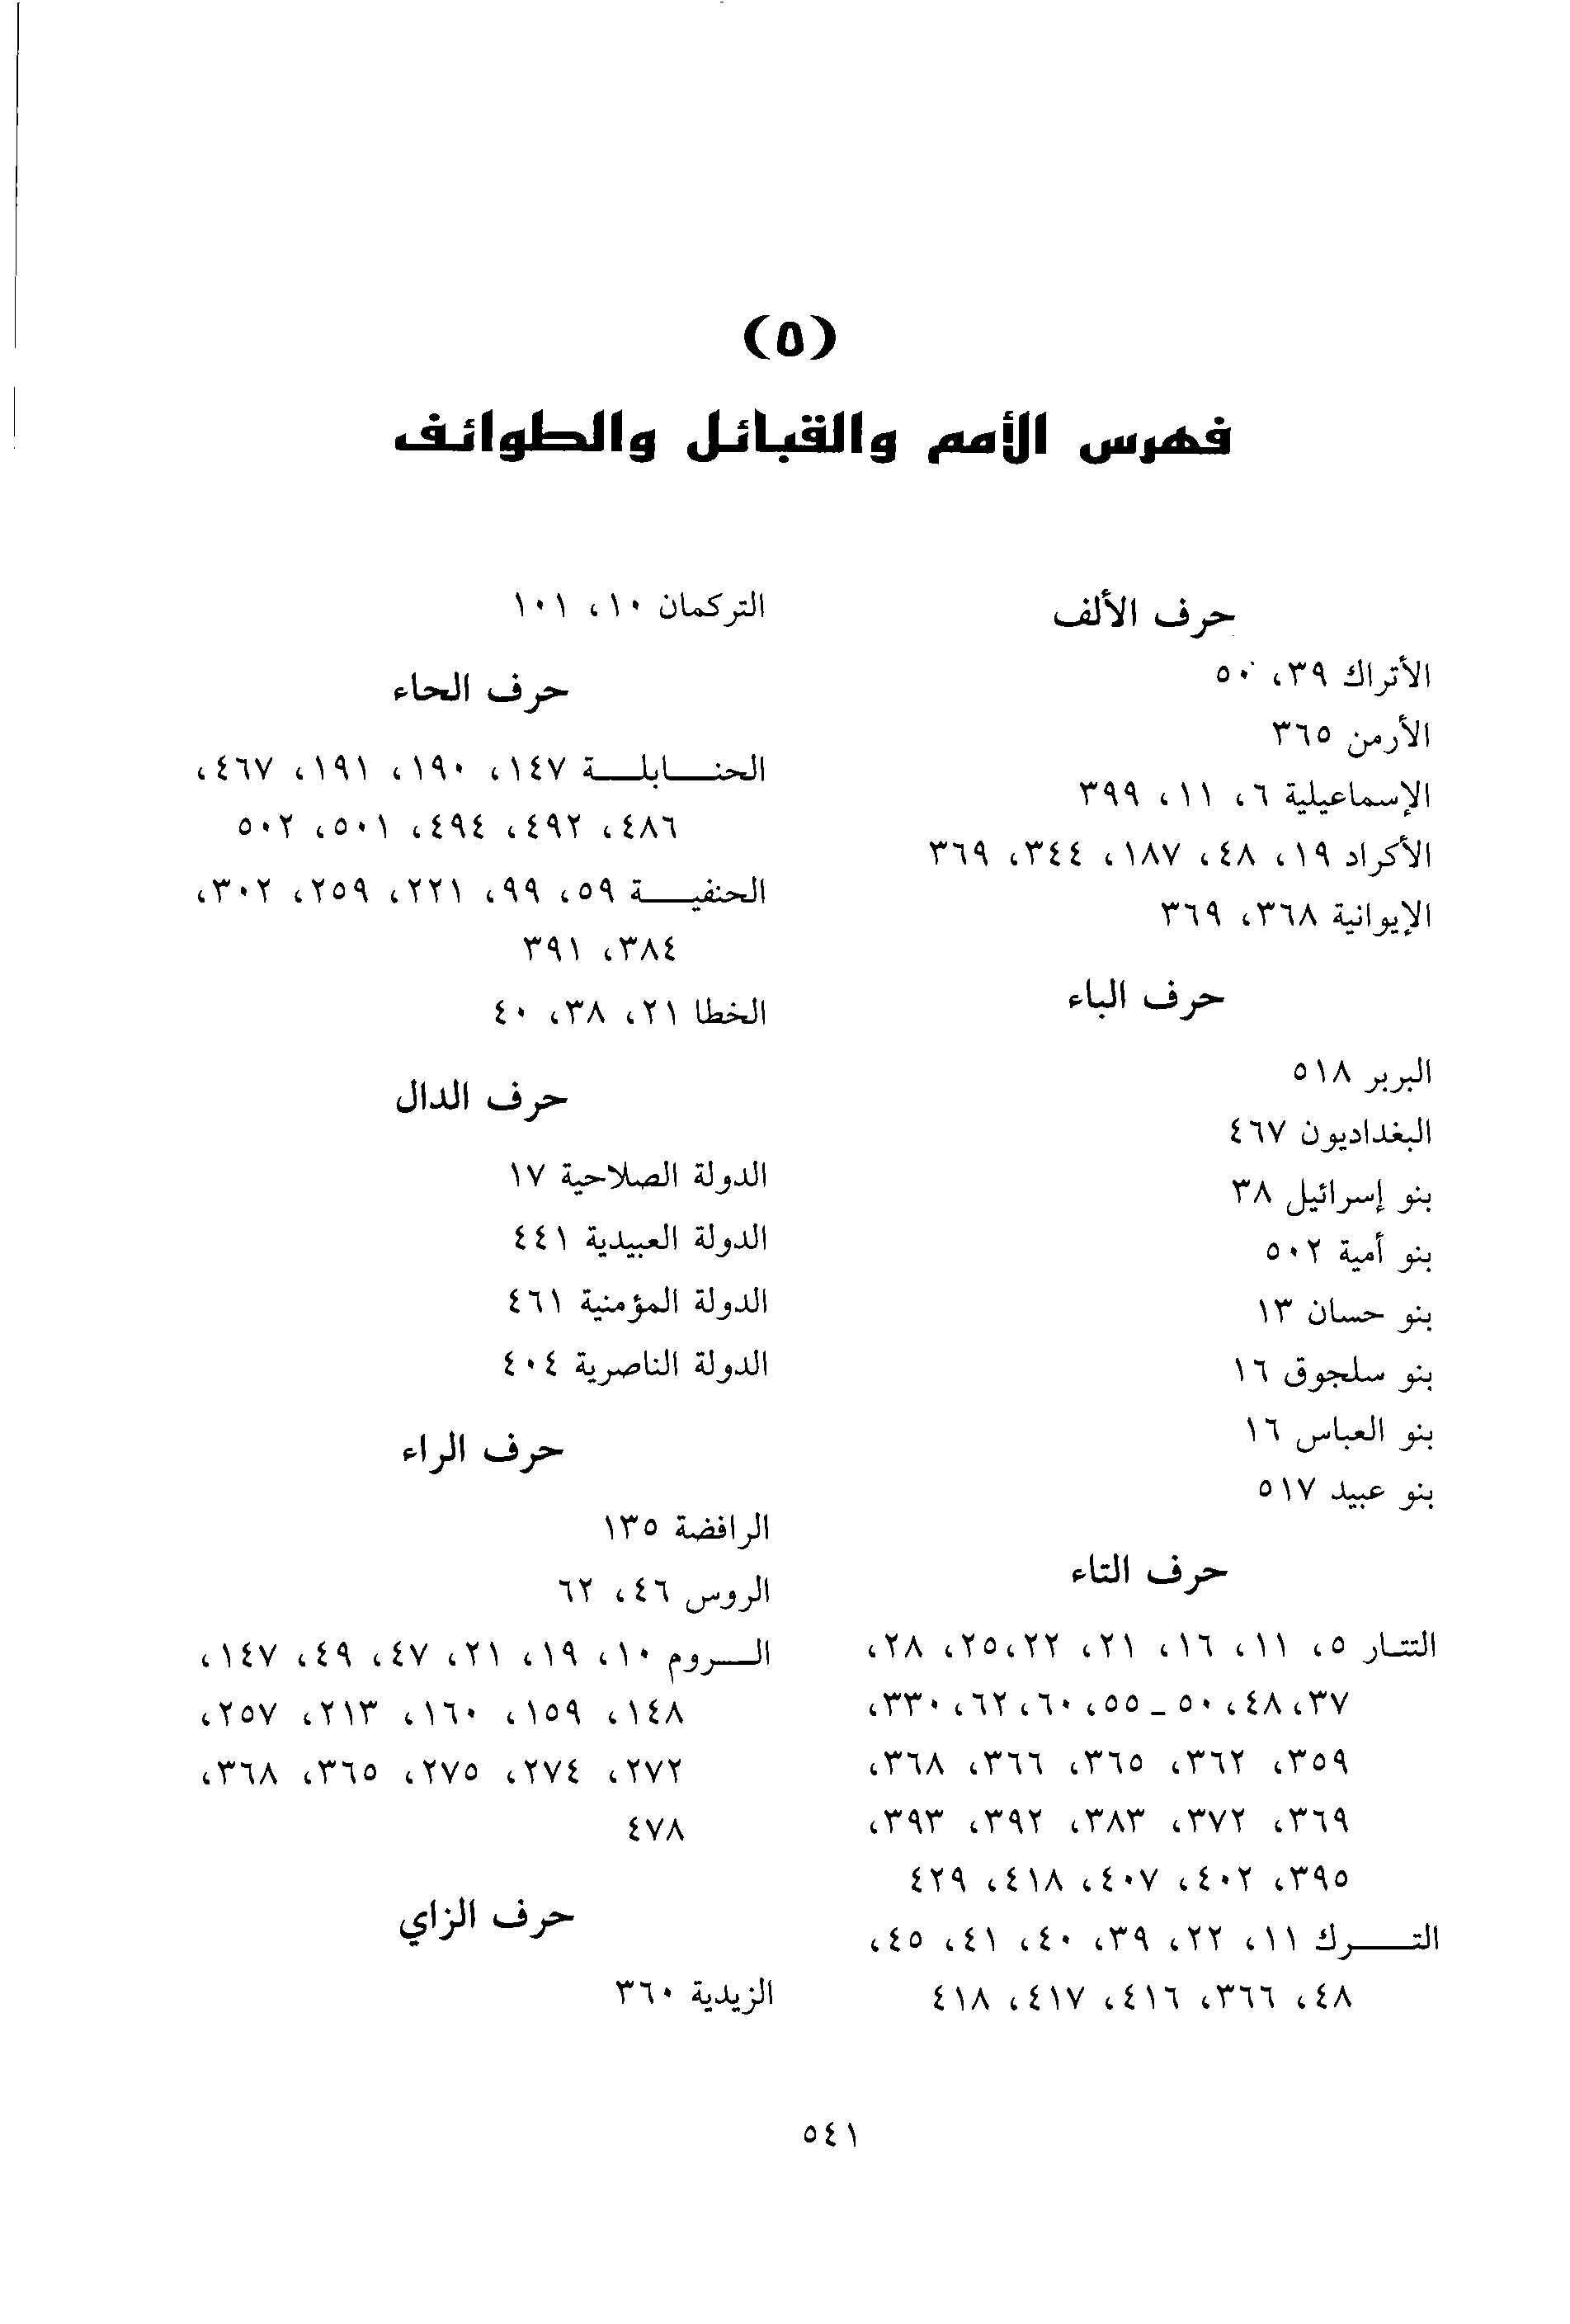 (٥)
فهرس الأمم والقبائل والطوائف
حرف الألف
الأتراك ٣٩، ٥٠
الأرمن ٣٦٥
الإسماعيلية ٦، ١١، ٣٩٩
الأكراد ١٩، ٤٨، ١٨٧، ٣٤٤، ٣٦٩
الإيوانية ٣٦٨، ٣٦٩
حرف الباء
البربر ٥١٨
البغداديون ٤٦٧
بنو إسرائيل ٣٨
بنو أمية ٥٠٢
بنو حسان ١٣
بنو سلجوق ١٦
بنو العباس ١٦
بنو عبيد ٥١٧
حرف التاء
التتار ٥، ١١، ١٦، ٢١، ٢٢،٢٥، ٢٨،
٣٧،٤٨، ٥٠ - ٥٥،٦٠،٦٢، ٣٣٠،
٣٥٩، ٣٦٢، ٣٦٥، ٣٦٦، ٣٦٨،
٣٦٩، ٣٧٢، ٣٨٣، ٣٩٢، ٣٩٣،
٣٩٥، ٤٠٢، ٤٠٧، ٤١٨، ٤٢٩
التــــرك ١١، ٢٢، ٣٩، ٤٠، ٤١، ٤٥،
٤٨، ٣٦٦، ٤١٦، ٤١٧، ٤١٨
التركمان ١٠، ١٠١
حرف الحاء
الحنــــابلــــة ١٤٧، ١٩٠، ١٩١، ٤٦٧،
٤٨٦، ٤٩٢، ٤٩٤، ٥٠١، ٥٠٢
الحنفيــــة ٥٩، ٩٩، ٢٢١، ٢٥٩، ٣٠٢،
٣٨٤، ٣٩١
الخطا ٢١، ٣٨، ٤٠
حرف الدال
الدولة الصلاحية ١٧
الدولة العبيدية ٤٤١
الدولة المؤمنية ٤٦١
الدولة الناصرية ٤٠٤
حرف الراء
الرافضة ١٣٥
الروس ٤٦، ٦٢
الــــروم ١٠، ١٩، ٢١، ٤٧، ٤٩، ١٤٧،
١٤٨، ١٥٩، ١٦٠، ٢١٣، ٢٥٧،
٢٧٢، ٢٧٤، ٢٧٥، ٣٦٥، ٣٦٨،
٤٧٨
حرف الزاي
الزيدية ٣٦٠
٥٤١